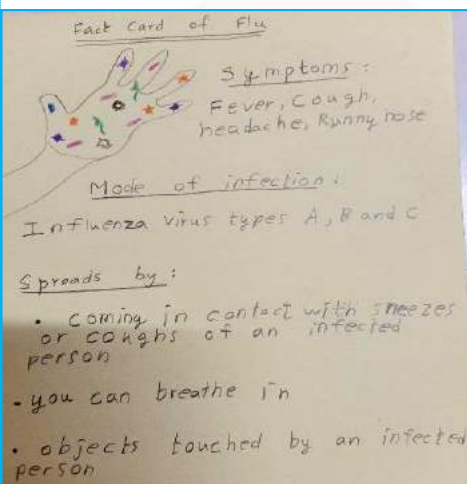 Fact Card of Flu
Symptoms :
Fever, Cough,
headache, Runny nose
Mode of infection :
Influenza virus types A, B and C
Spreads by :
• Coming in contact with sneezes
or coughs of an infected
person
• you can breathe in
• objects touched by an infected
person